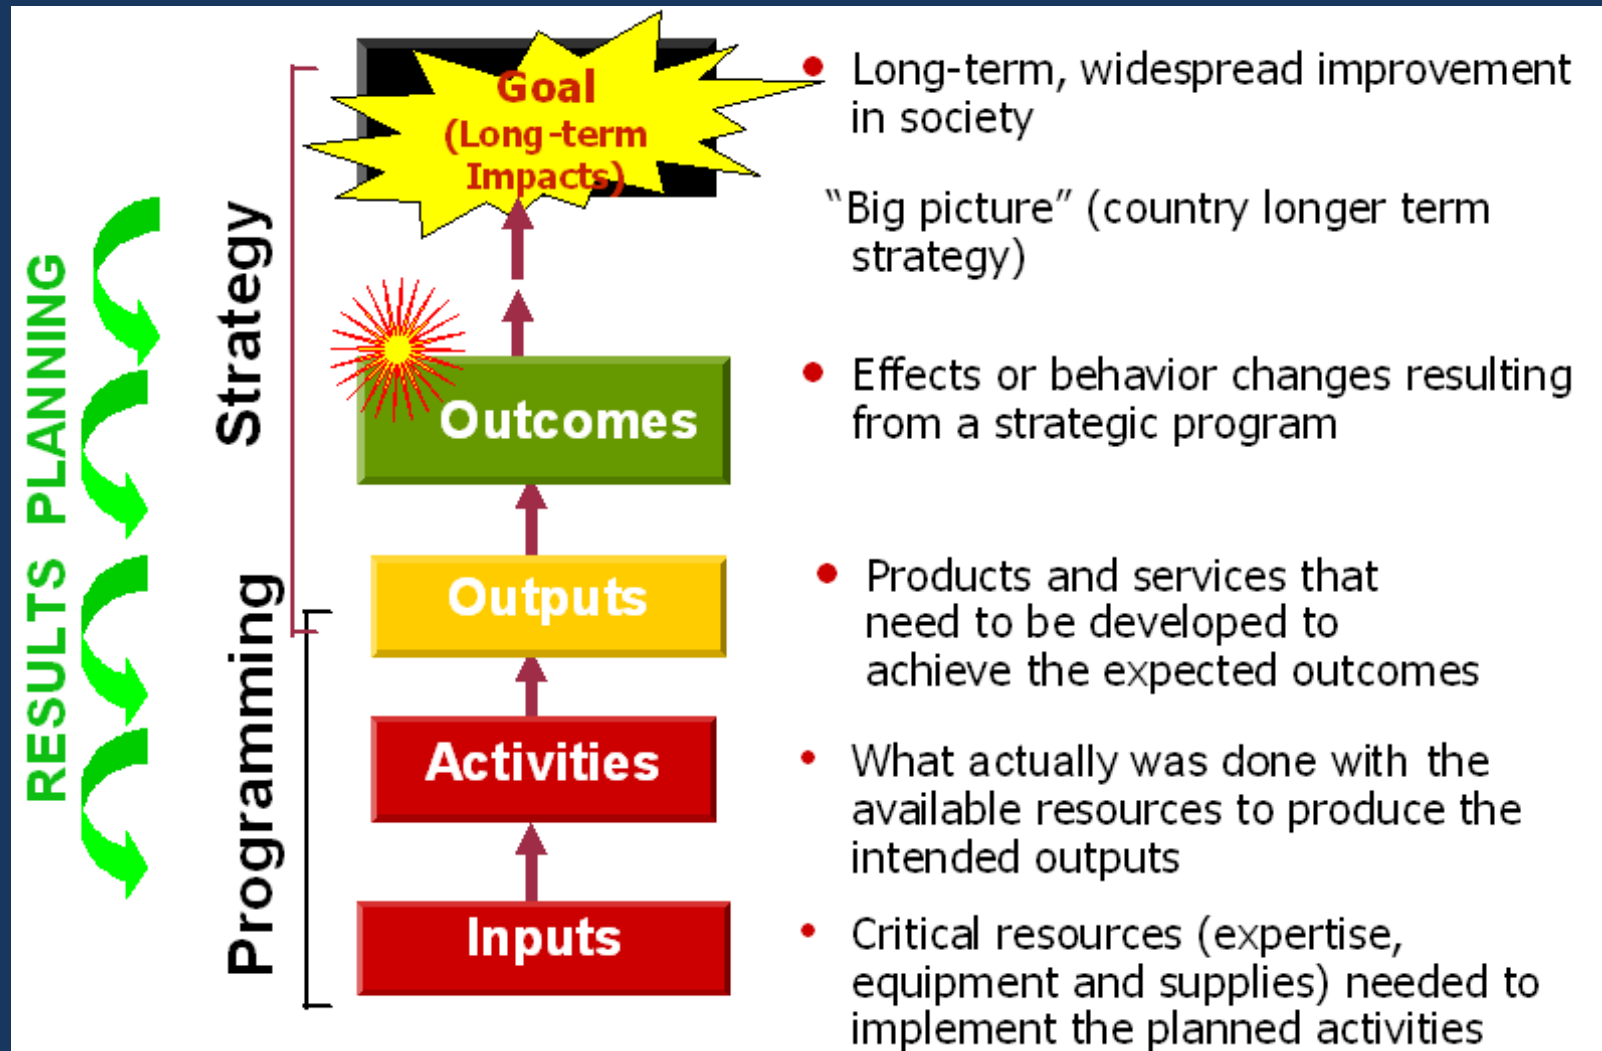 RESULTS PLANNING
Strategy
Programming
Goal
(Long-term
Impacts)
Long-term, widespread improvement
in society
“Big picture” (country longer term
strategy)
Outcomes
Effects or behavior changes resulting
from a strategic program
Outputs
Products and services that
need to be developed to
achieve the expected outcomes
Activities
What actually was done with the
available resources to produce the
intended outputs
Inputs
Critical resources (expertise,
equipment and supplies) needed to
implement the planned activities